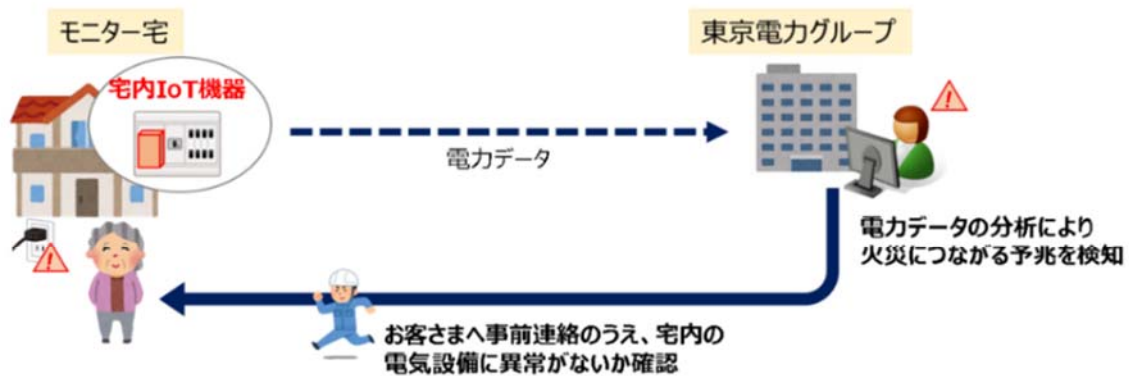 モニター宅
東京電力グループ
宅内IoT機器
電力データ
電力データの分析により
火災につながる予兆を検知
お客さまへ事前連絡のうえ、宅内の
電気設備に異常がないか確認